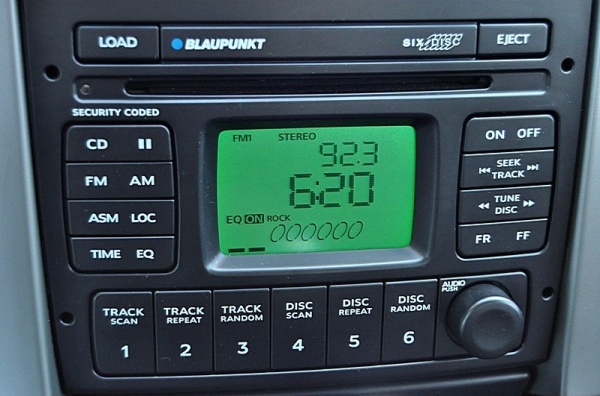 LOAD BLAUPUNKT SIX DISC EJECT
SECURITY CODED
CD
FM AM
ASM LOC
TIME EQ
FM1 STEREO
92.3
6:20
EQ ON ROCK
000000
ON OFF
SEEK
TRACK
TUNE
DISC
FR FF
TRACK
SCAN
1
TRACK
REPEAT
2
TRACK
RANDOM
3
DISC
SCAN
4
DISC
REPEAT
5
DISC
RANDOM
6
AUDIO
PUSH